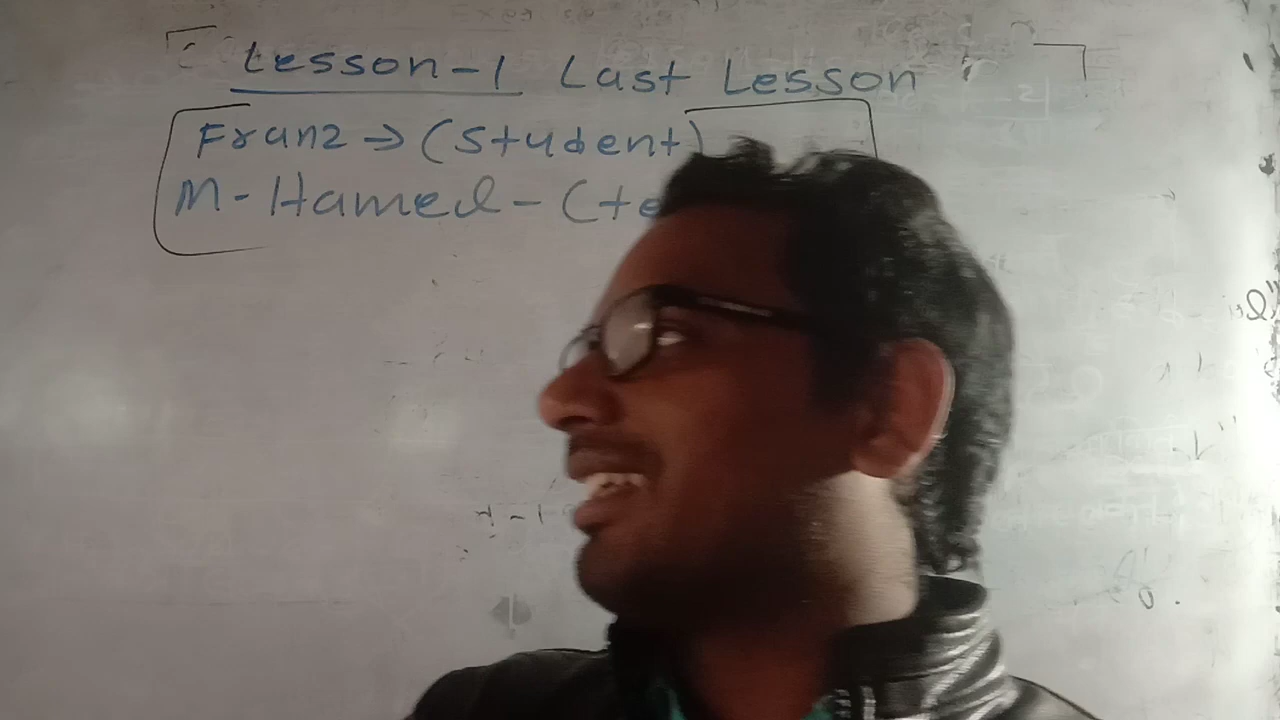 Lesson-1 Last Lesson
Franz → (Student)
M-Hamel - (te